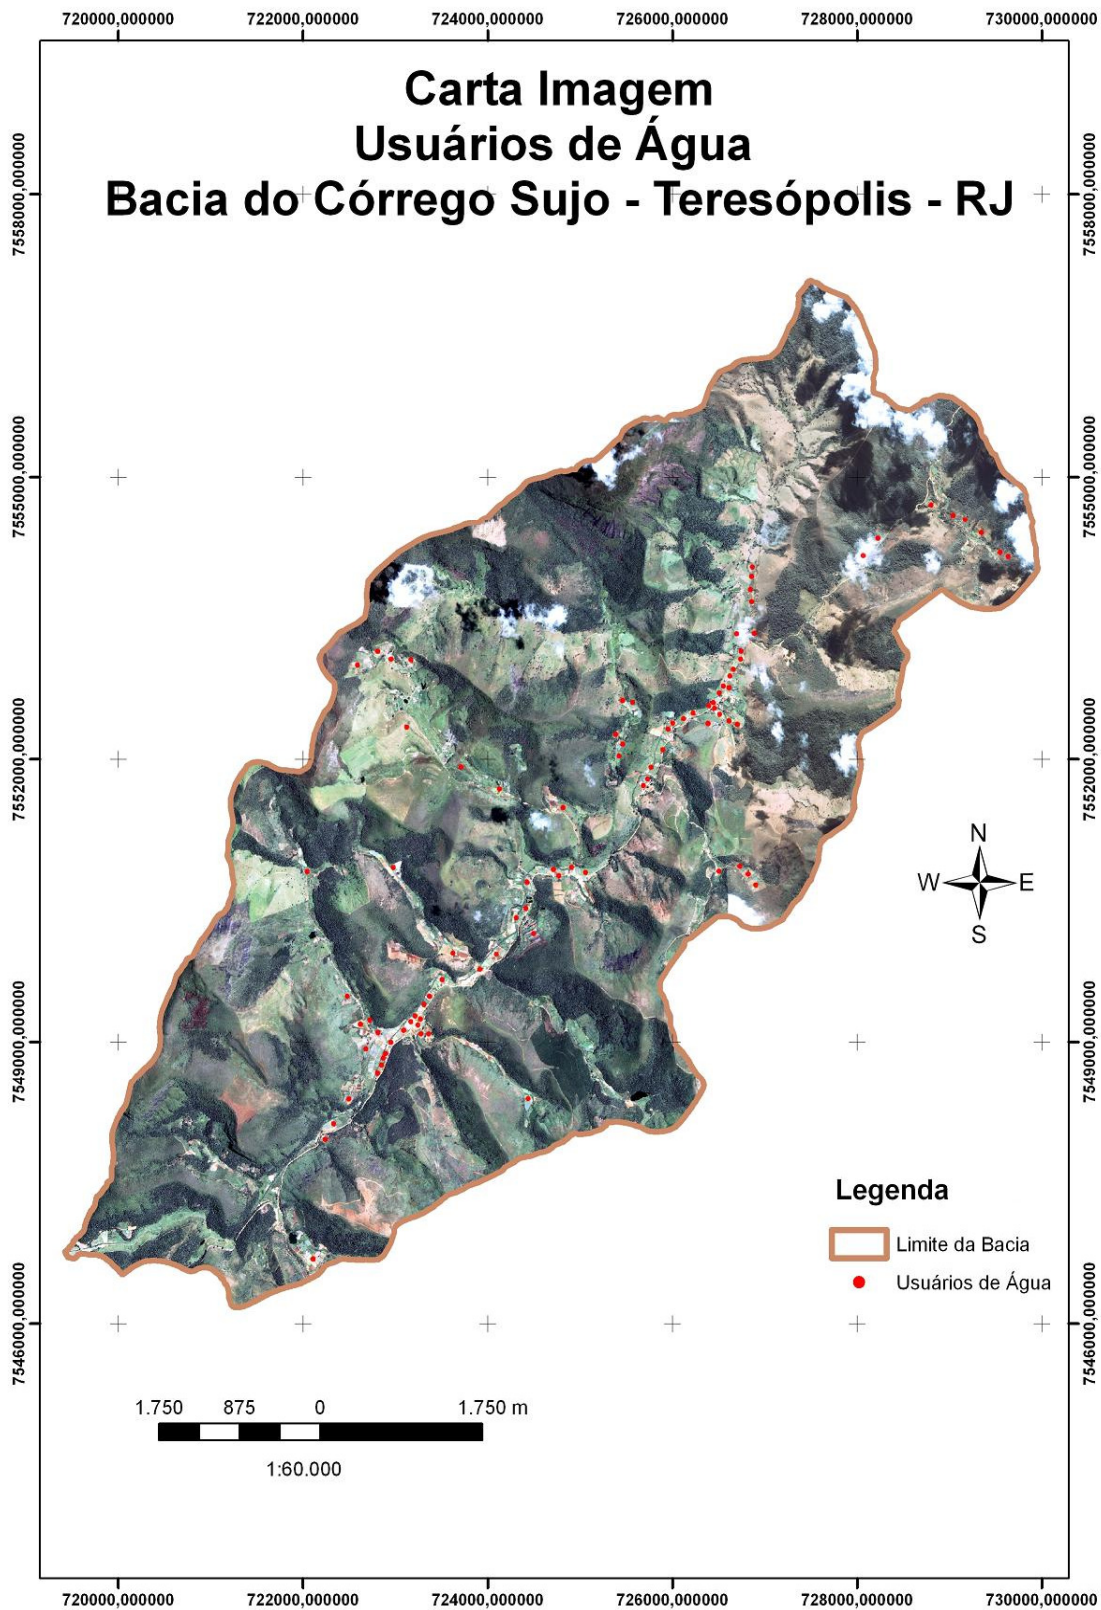 720000,000000 722000,000000 724000,000000 726000,000000 728000,000000 730000,000000
Carta Imagem
Usuários de Água
Bacia do Córrego Sujo - Teresópolis - RJ
7558000,000000 7558000,000000
7555000,000000 7555000,000000
7552000,000000 7552000,000000
N
W E
S
7549000,000000 7549000,000000
Legenda
Limite da Bacia
Usuários de Água
7546000,000000 7546000,000000
1.750 875 0 1.750 m
1:60.000
720000,000000 722000,000000 724000,000000 726000,000000 728000,000000 730000,000000